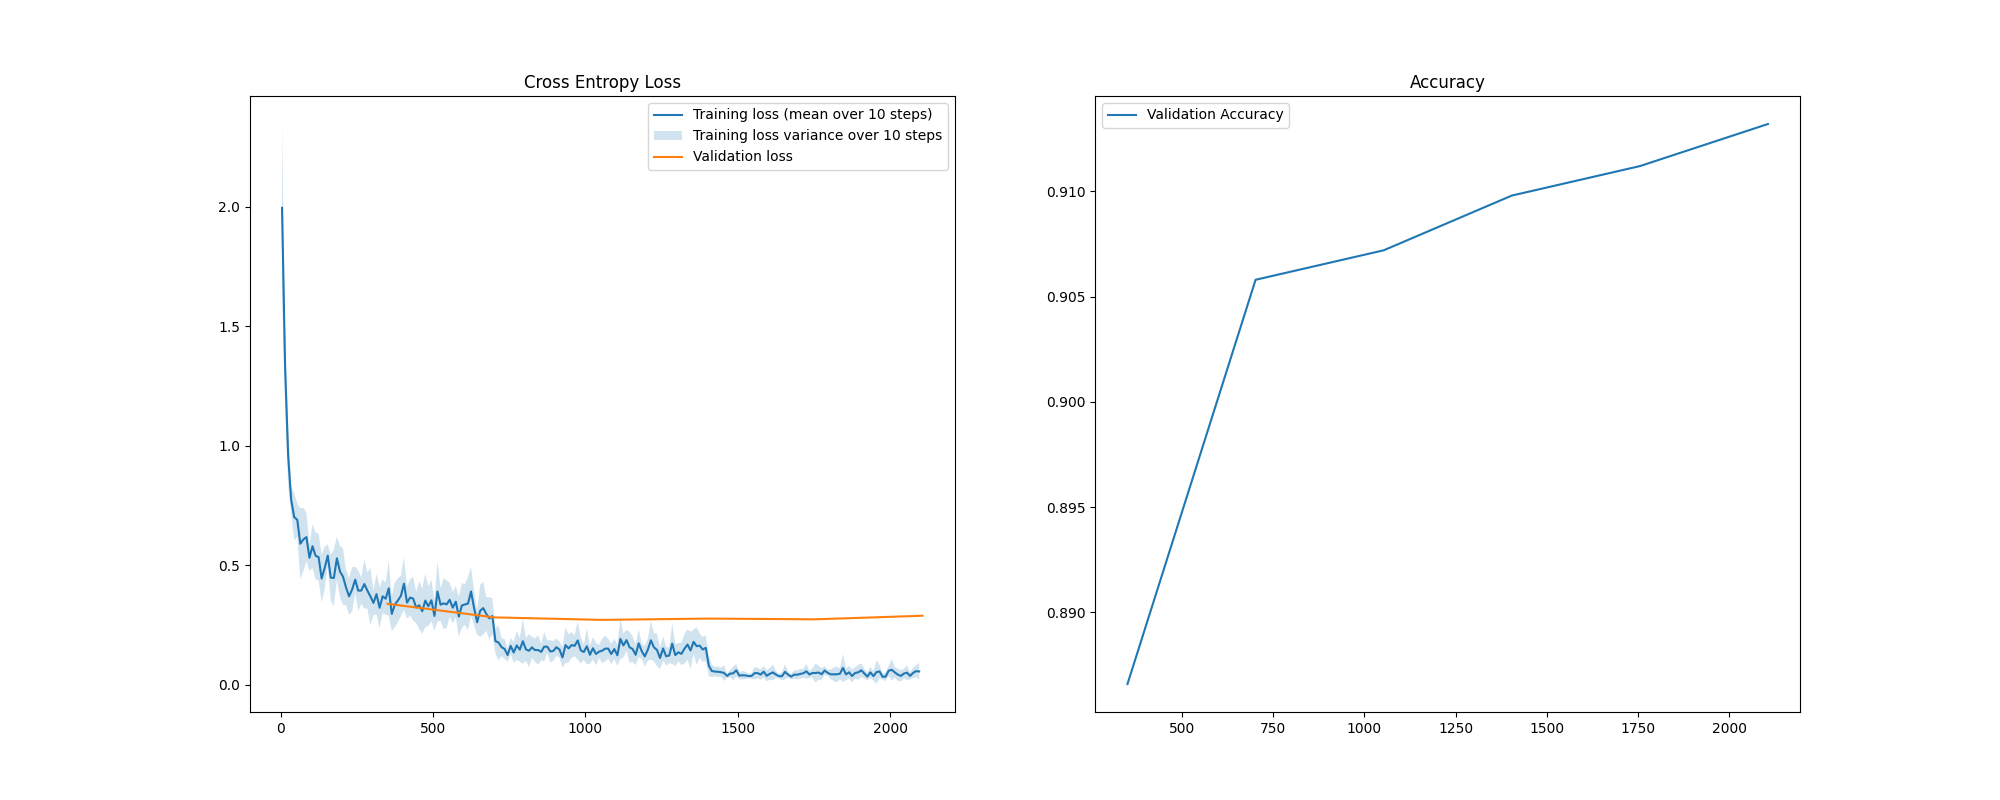 Cross Entropy Loss
Training loss (mean over 10 steps)
Training loss variance over 10 steps
Validation loss
2.0
1.5
1.0
0.5
0.0
0 500 1000 1500 2000
Accuracy
Validation Accuracy
0.910
0.905
0.900
0.895
0.890
500 750 1000 1250 1500 1750 2000